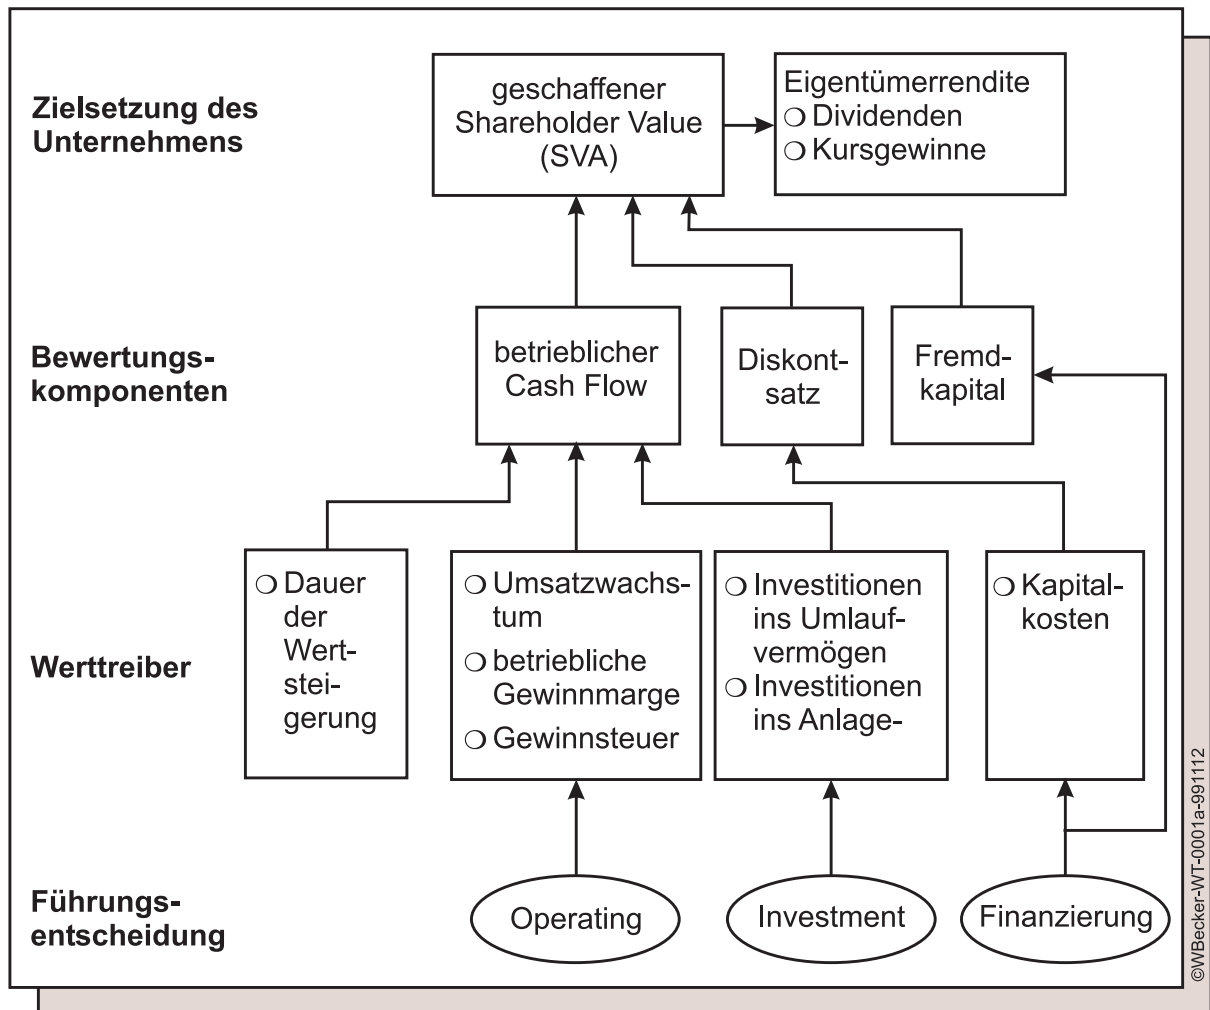 Zielsetzung des
Unternehmens
geschaffener
Shareholder Value
(SVA)
Eigentümerrendite
❍ Dividenden
❍ Kursgewinne
Bewertungs-
komponenten
betrieblicher
Cash Flow
Diskont-
satz
Fremd-
kapital
Werttreiber
❍ Dauer
der
Wert-
stei-
gerung
❍ Umsatzwachs-
tum
❍ betriebliche
Gewinnmarge
❍ Gewinnsteuer
❍ Investitionen
ins Umlauf-
vermögen
❍ Investitionen
ins Anlage-
❍ Kapital-
kosten
Führungs-
entscheidung
Operating
Investment
Finanzierung
©WBecker-WT-0001a-991112